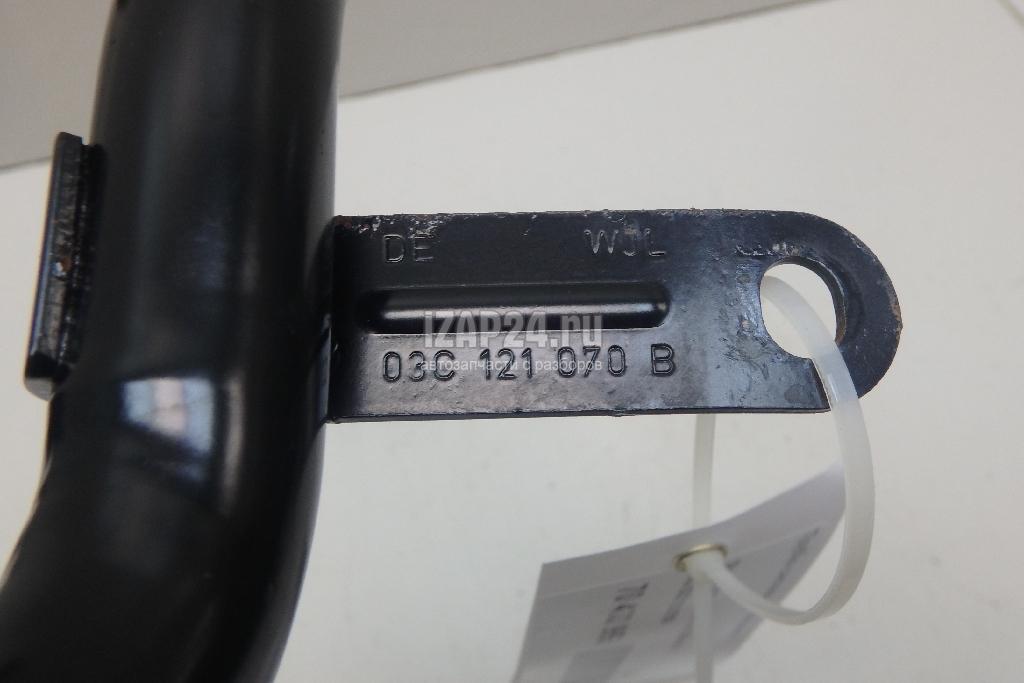 DE WJL
iZAP24.ru
автозапчасти с разборов
03C 121 070 B